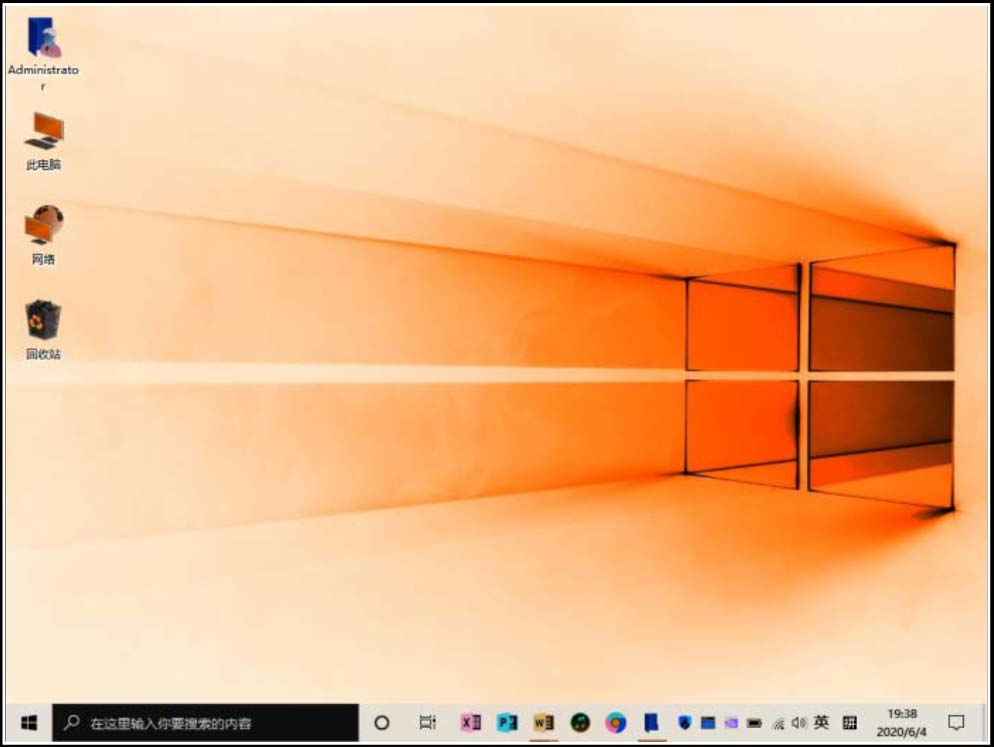 Administrato
r
此电脑
网络
回收站
在这里输入你要搜索的内容
X
P
W
英
19:38
2020/6/4